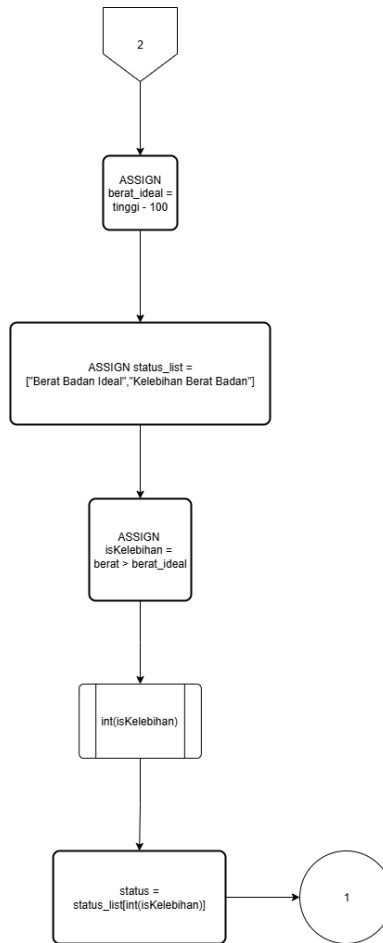 2
ASSIGN
berat_ideal =
tinggi - 100
ASSIGN status_list =
["Berat Badan Ideal","Kelebihan Berat Badan"]
ASSIGN
isKelebihan =
berat > berat_ideal
int(isKelebihan)
status =
status_list[int(isKelebihan)]
1